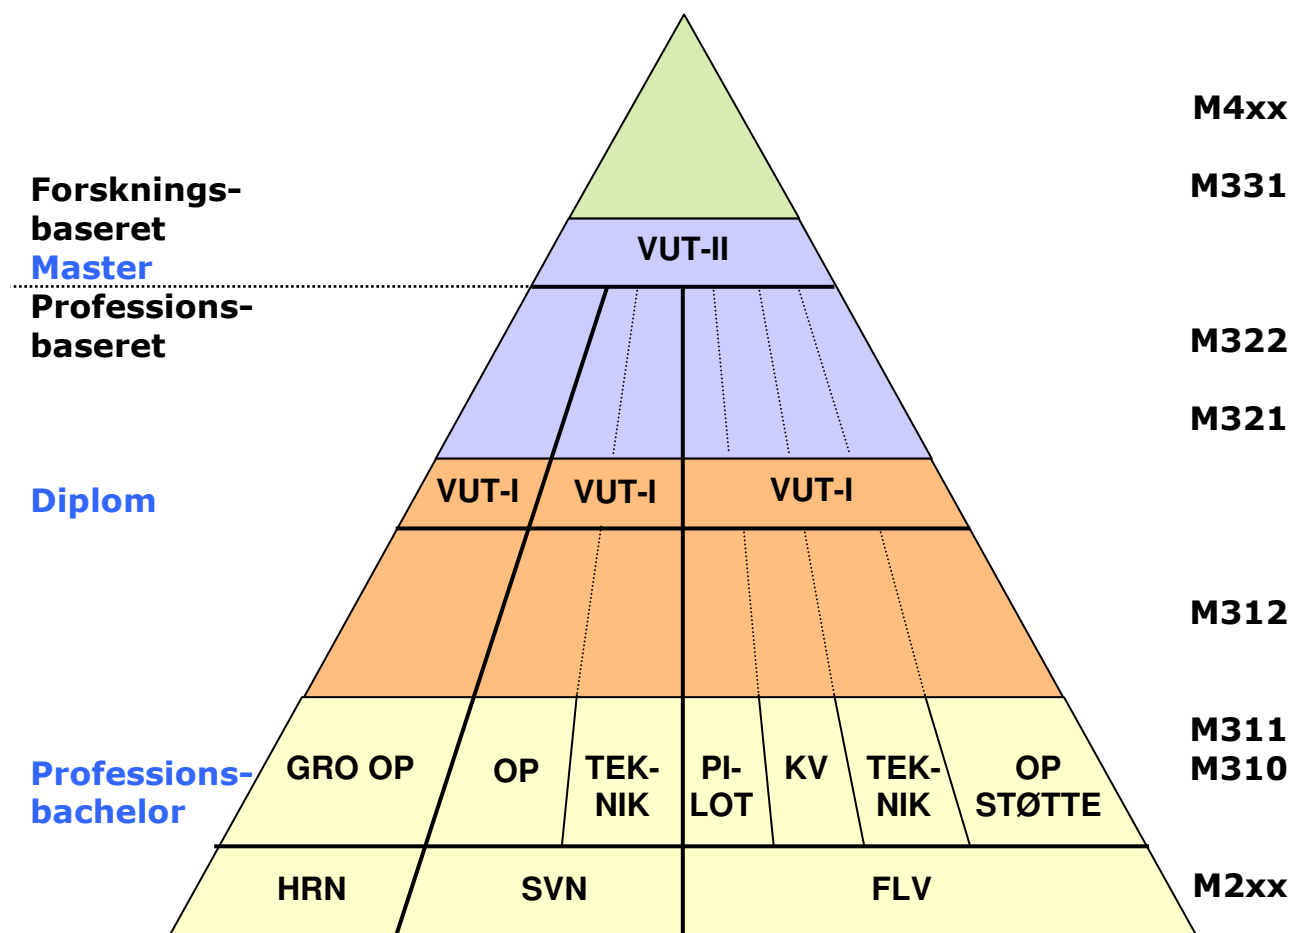 M4xx
Forsknings-
baseret
M331
Master
VUT-II
Professions-
baseret
M322
M321
Diplom
VUT-I VUT-I VUT-I
M312
M311
Professions-
bachelor
GRO OP
OP
TEK-
NIK
PI-
LOT
KV
TEK-
NIK
OP
STØTTE
M310
HRN SVN FLV
M2xx